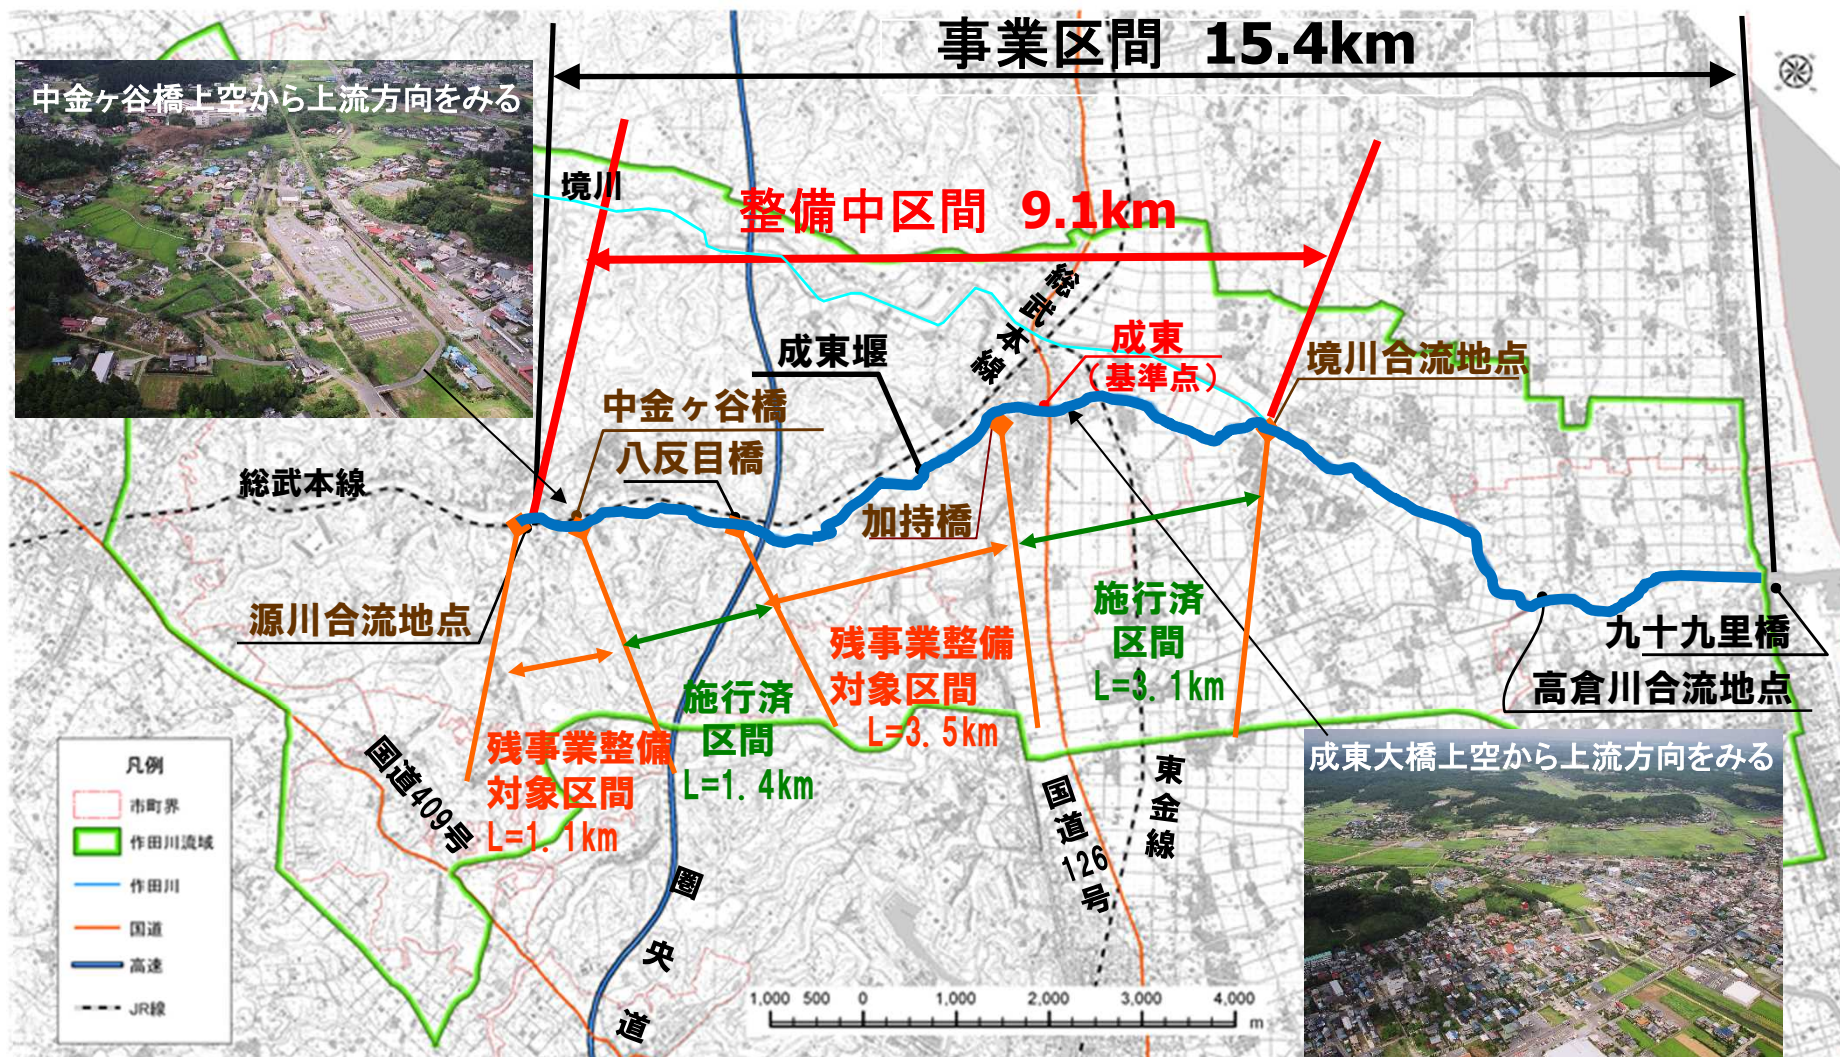 事業区間 15.4km
中金ヶ谷橋上空から上流方向をみる
境川
整備中区間 9.1km
総武本線
成東堰
成東
(基準点)
境川合流地点
中金ヶ谷橋
八反目橋
総武本線
加持橋
源川合流地点
施行済
区間
L=3.1km
残事業整備
対象区間
L=3.5km
九十九里橋
高倉川合流地点
施行済
区間
L=1.4km
残事業整備
対象区間
L=1.1km
国道409号
圏央道
国道126号
東金線
成東大橋上空から上流方向をみる
凡例
市町界
作田川流域
作田川
国道
高速
JR線
1,000 500 0 1,000 2,000 3,000 4,000
m